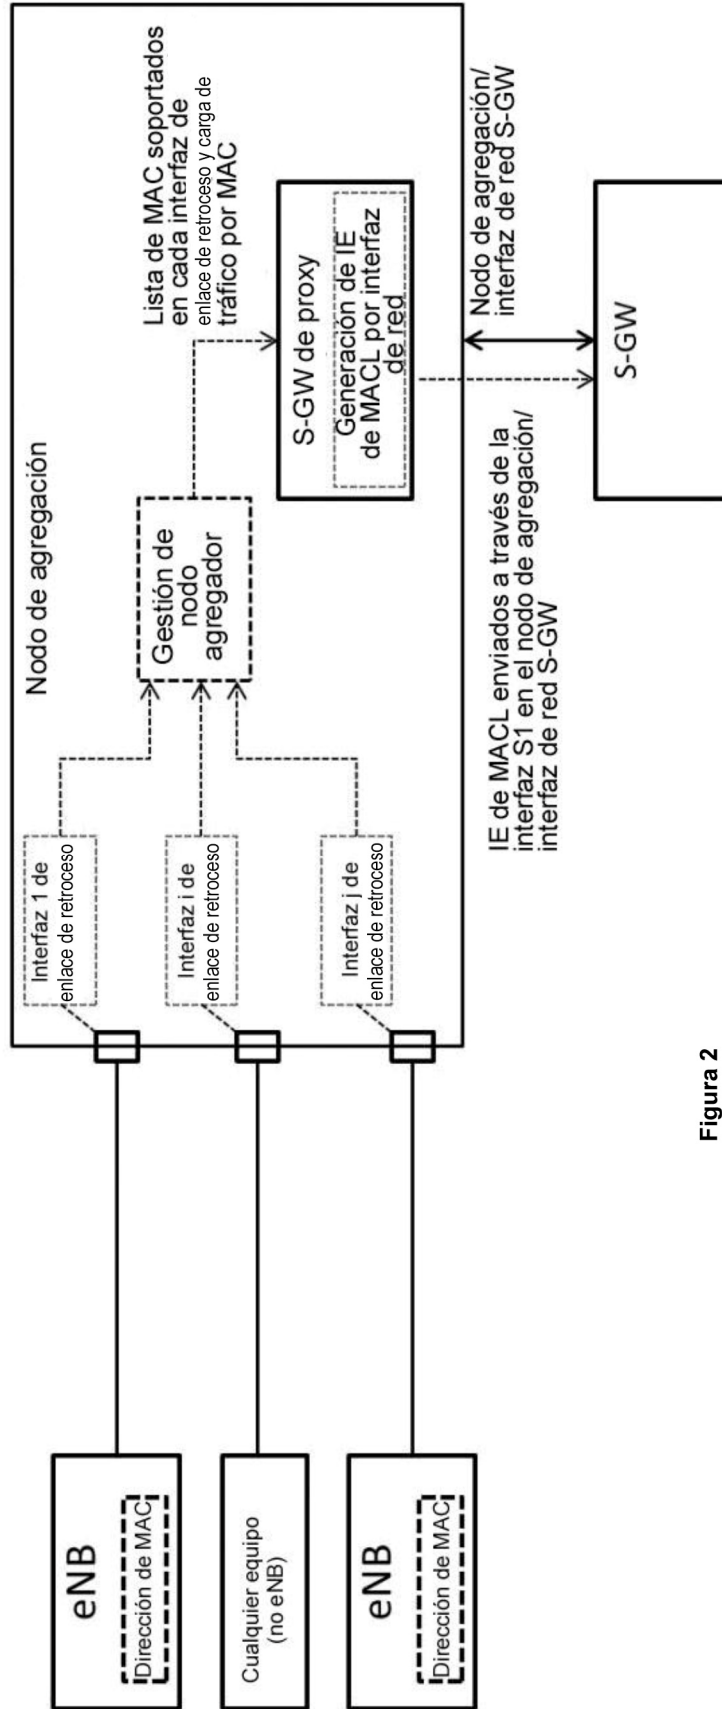 Nodo de agregación
Lista de MAC soportados
en cada interfaz de
enlace de retroceso y carga de
tráfico por MAC
eNB
Dirección de MAC
Interfaz 1 de
enlace de retroceso
Gestión de
nodo
agregador
Cualquier equipo
(no eNB)
Interfaz i de
enlace de retroceso
S-GW de proxy
Generación de IE
de MACL por interfaz
de red
eNB
Dirección de MAC
Interfaz j de
enlace de retroceso
IE de MACL enviados a través de la
interfaz S1 en el nodo de agregación/
interfaz de red S-GW
Nodo de agregación/
interfaz de red S-GW
S-GW
Figura 2